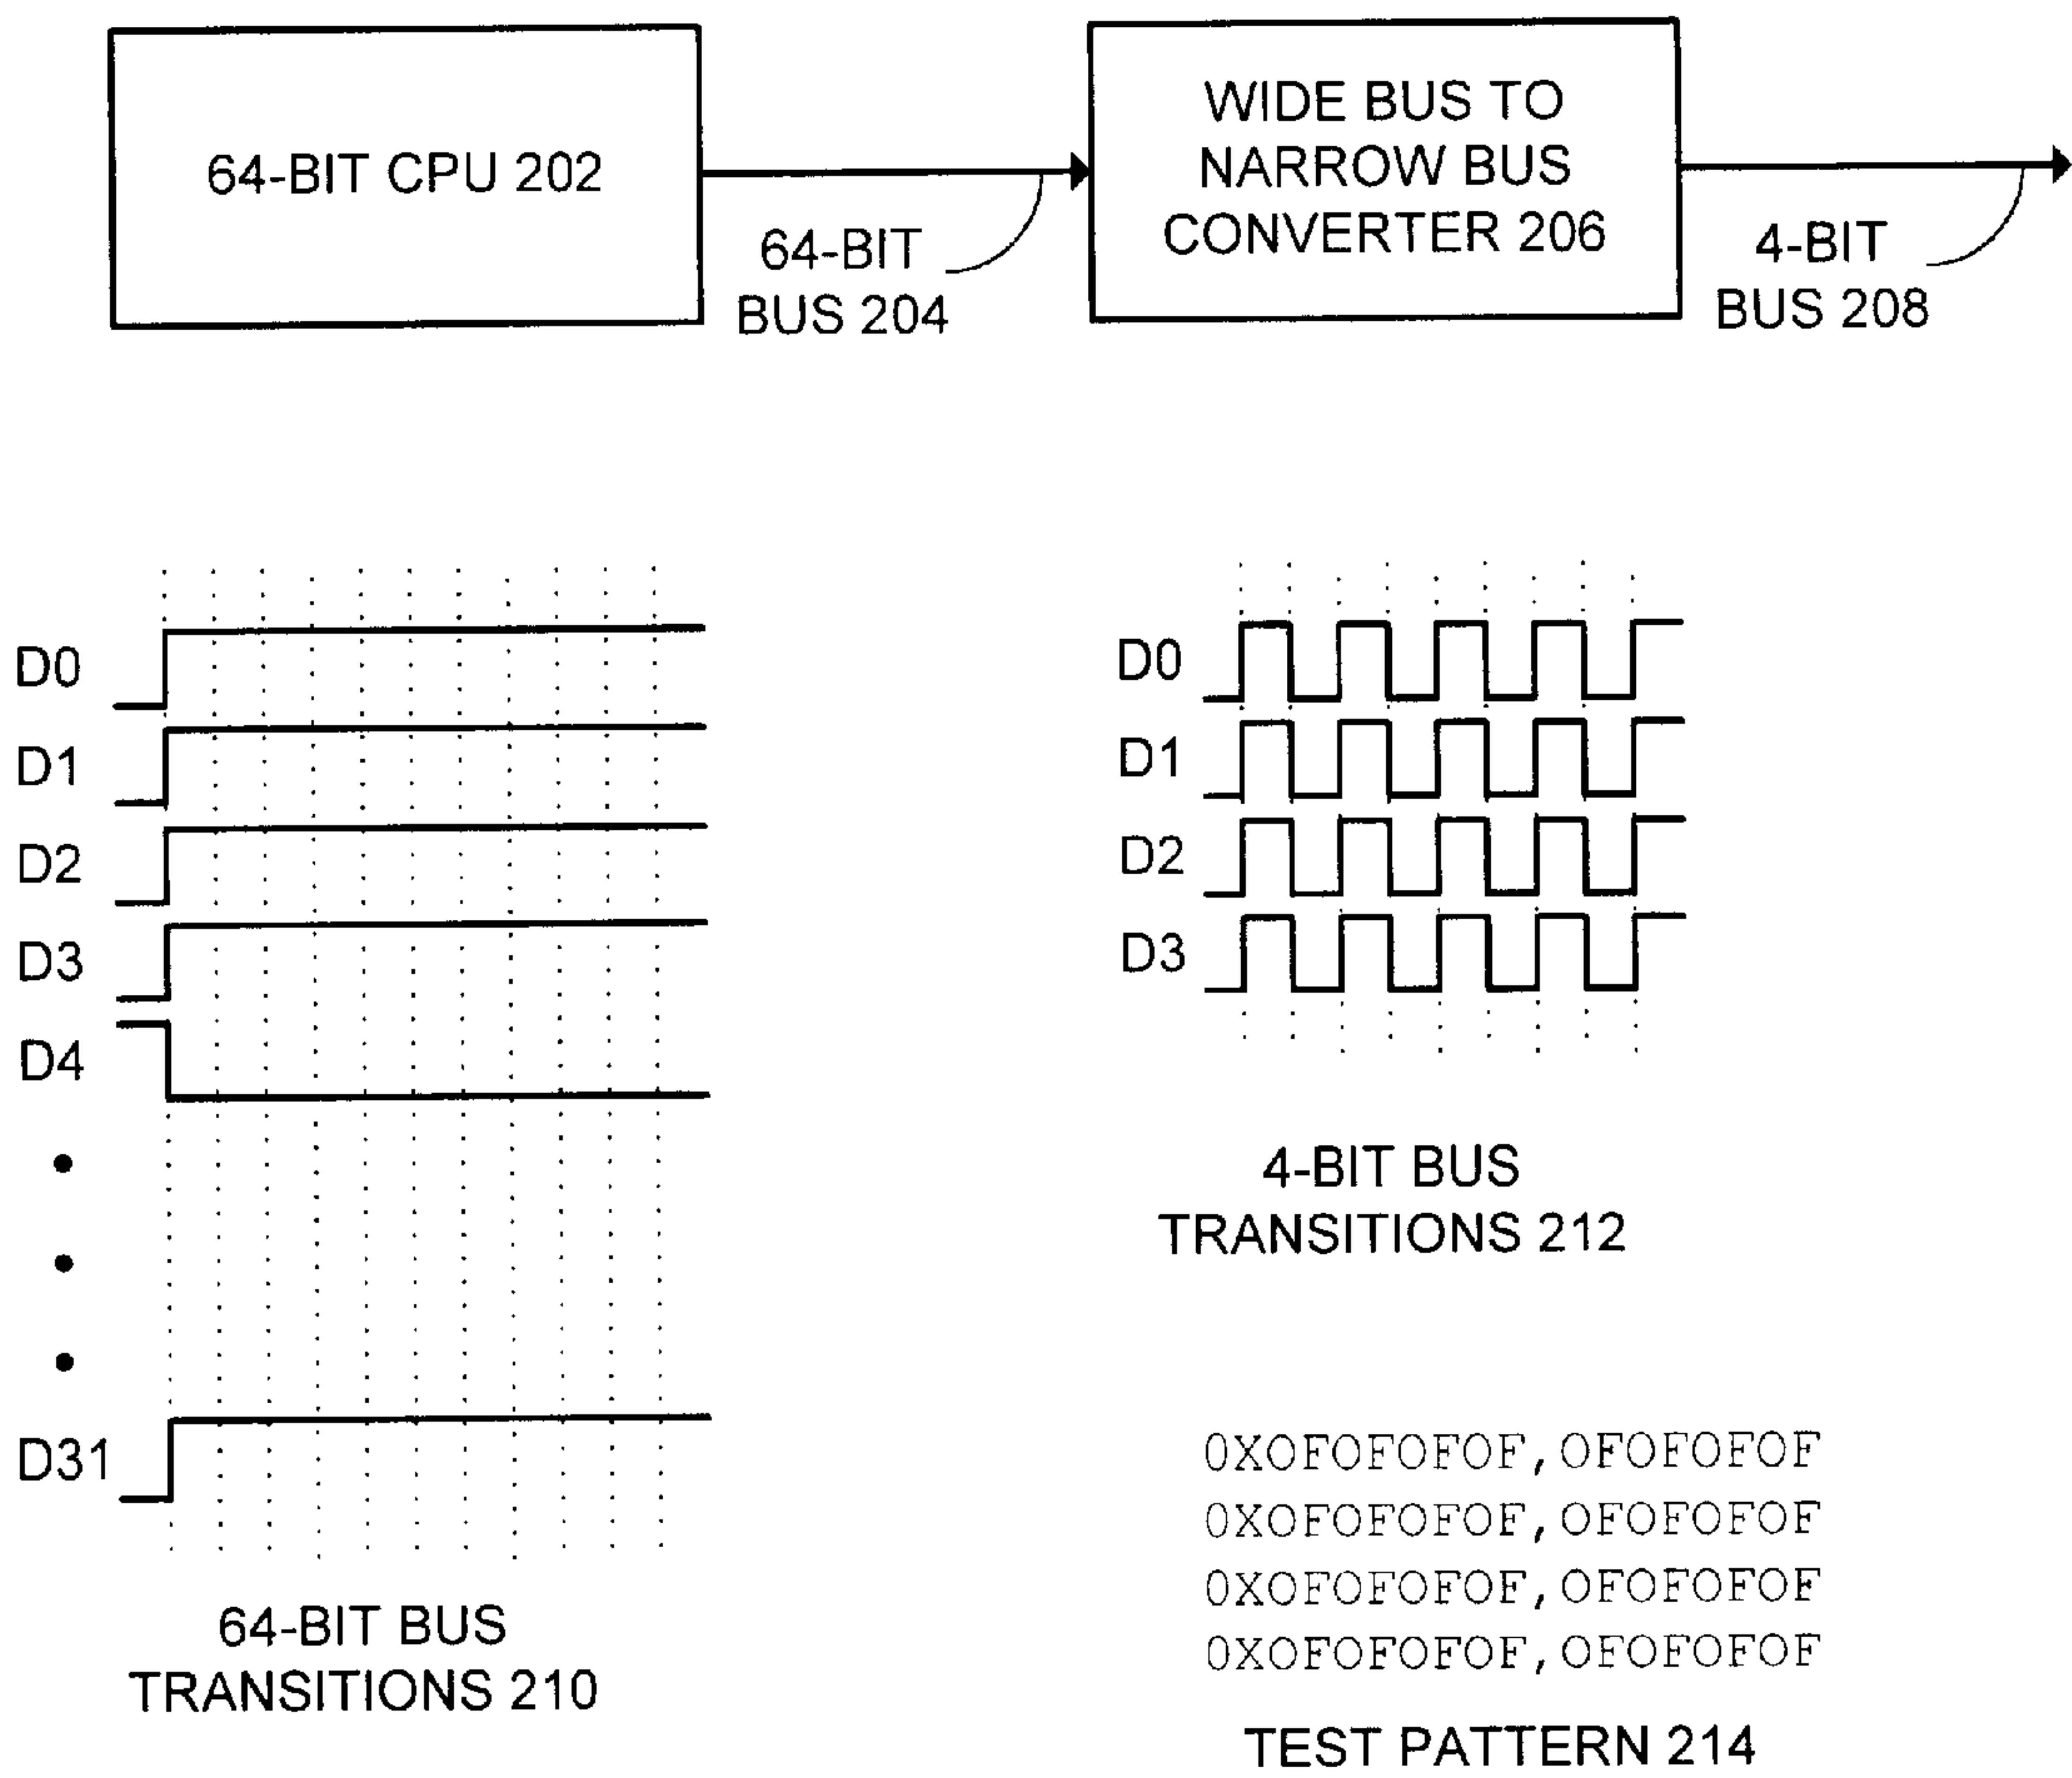 64-BIT CPU 202
64-BIT
BUS 204
WIDE BUS TO
NARROW BUS
CONVERTER 206
4-BIT
BUS 208
D0
D1
D2
D3
D4
D31
64-BIT BUS
TRANSITIONS 210
D0
D1
D2
D3
4-BIT BUS
TRANSITIONS 212
0XOFOFOFOF,OFOFOFOF
0XOFOFOFOF,OFOFOFOF
0XOFOFOFOF,OFOFOFOF
0XOFOFOFOF,OFOFOFOF
TEST PATTERN 214